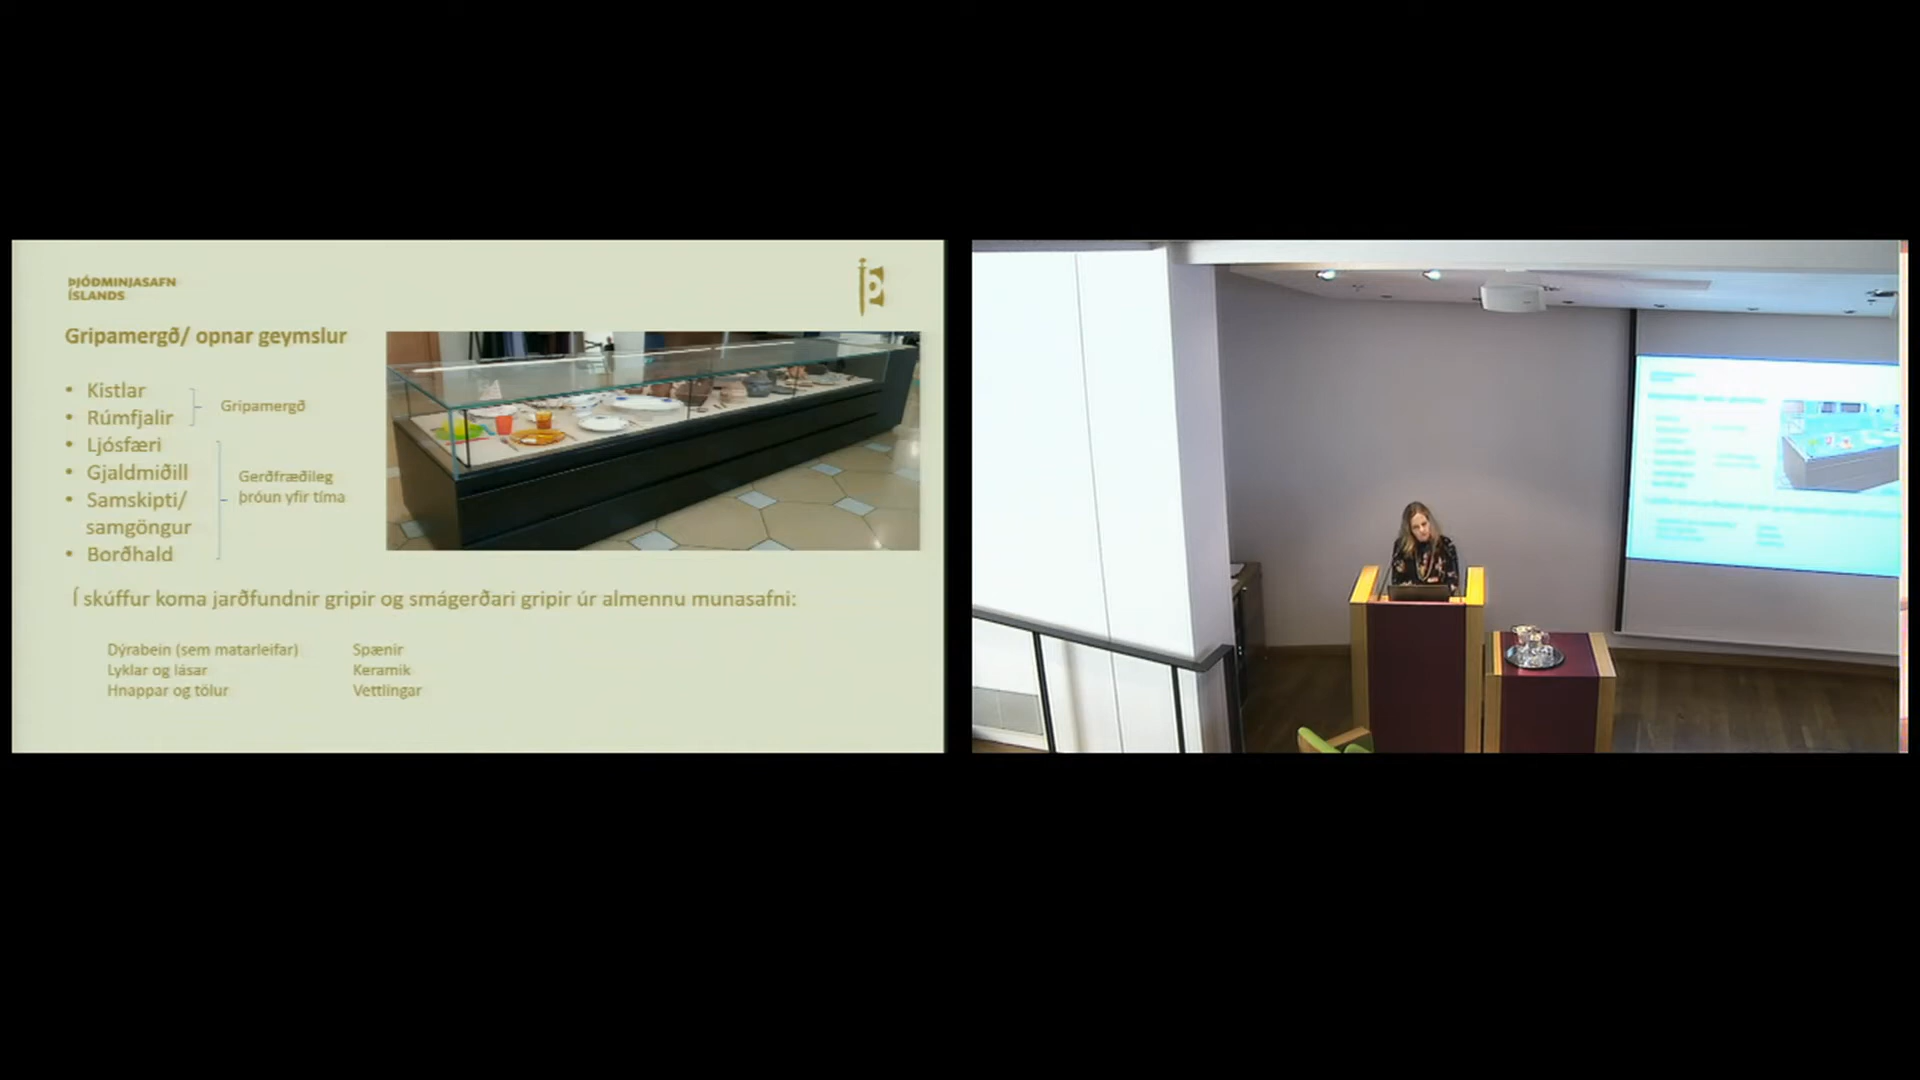 ÞJÓÐMINJASAFN
ÍSLANDS
Gripamergð/ opnar geymslur
• Kistlar
• Rúmfjalir
Gripamergð
• Ljósfæri
• Gjaldmiðill
• Samskipti/
samgöngur
• Borðhald
Gerðfræðileg
þróun yfir tíma
Í skúffur koma jarðfundnir gripir og smágerðari gripir úr almennu munasafni:
Dýrabein (sem matarleifar)
Lyklar og lásar
Hnappar og tölur
Spænir
Keramik
Vettlingar